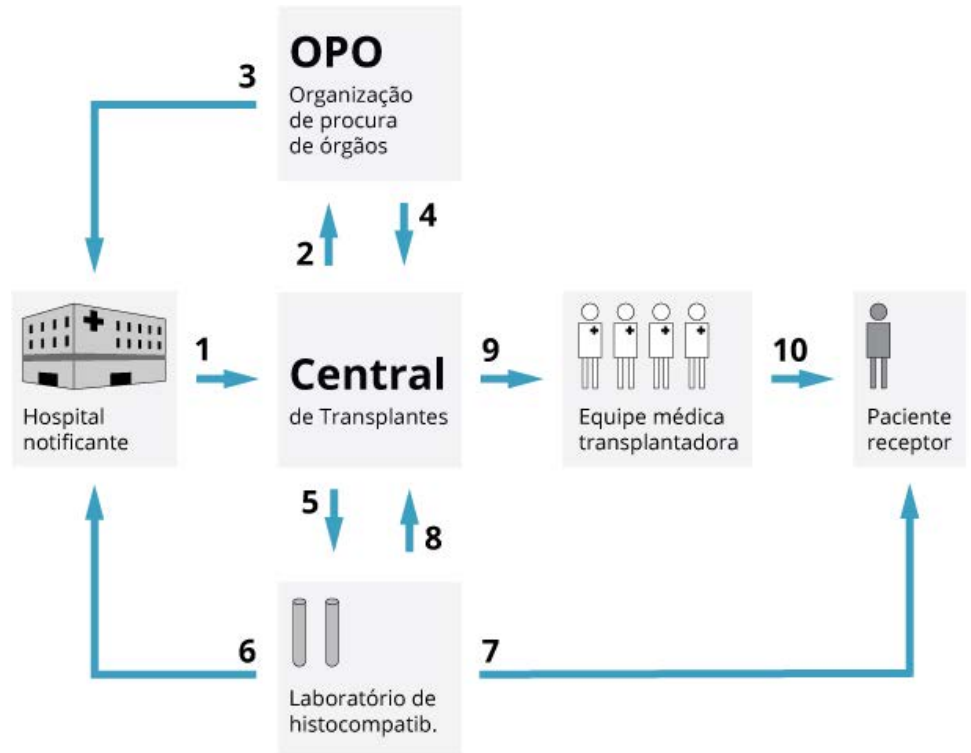 OPO
Organização
de procura
de órgãos
3
4
2
Hospital
notificante
1
Central
de Transplantes
9
Equipe médica
transplantadora
10
Paciente
receptor
5
8
6
Laboratório de
histocompatib.
7